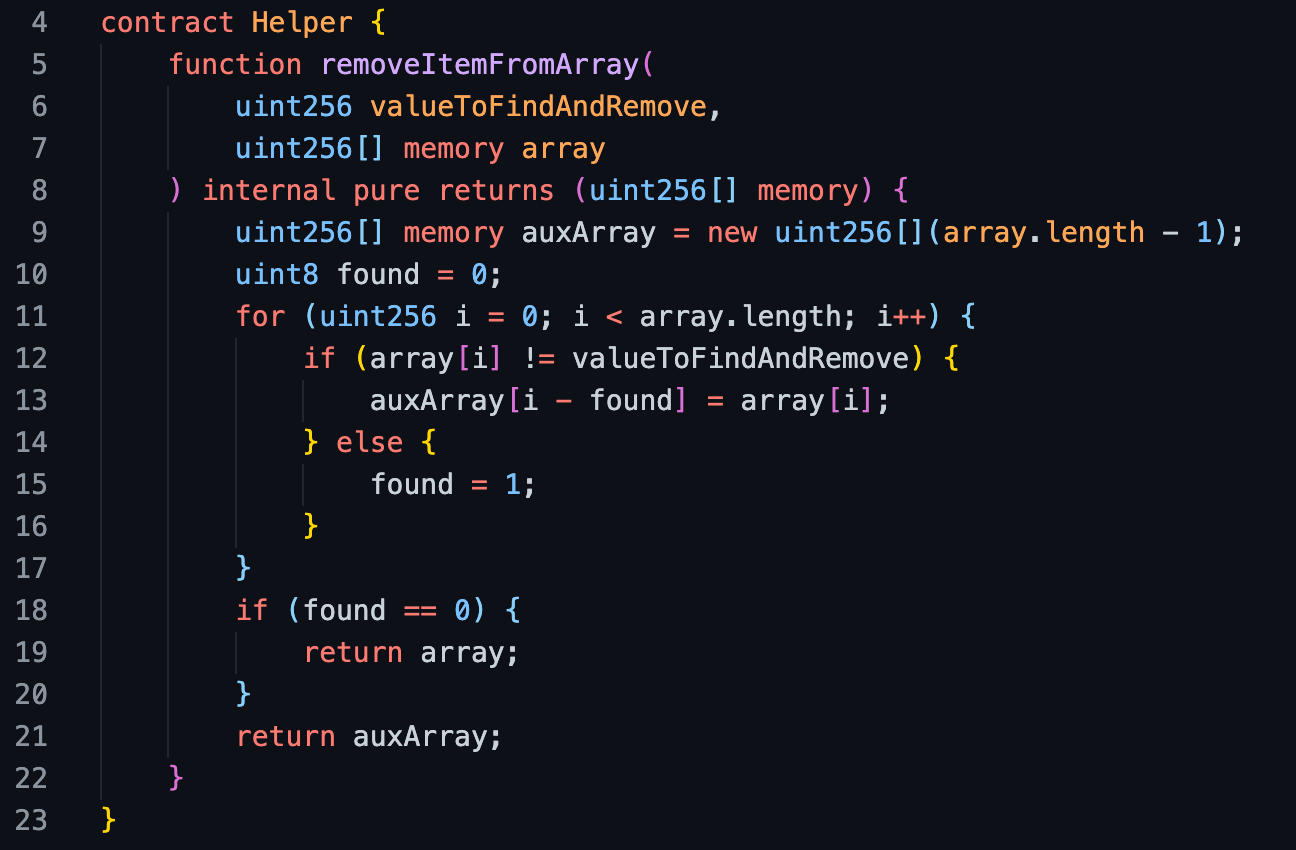 4 contract Helper {
5 function removeItemFromArray(
6 uint256 valueToFindAndRemove,
7 uint256[] memory array
8 ) internal pure returns (uint256[] memory) {
9 uint256[] memory auxArray = new uint256[](array.length - 1);
10 uint8 found = 0;
11 for (uint256 i = 0; i < array.length; i++) {
12 if (array[i] != valueToFindAndRemove) {
13 auxArray[i - found] = array[i];
14 } else {
15 found = 1;
16 }
17 }
18 if (found == 0) {
19 return array;
20 }
21 return auxArray;
22 }
23 }